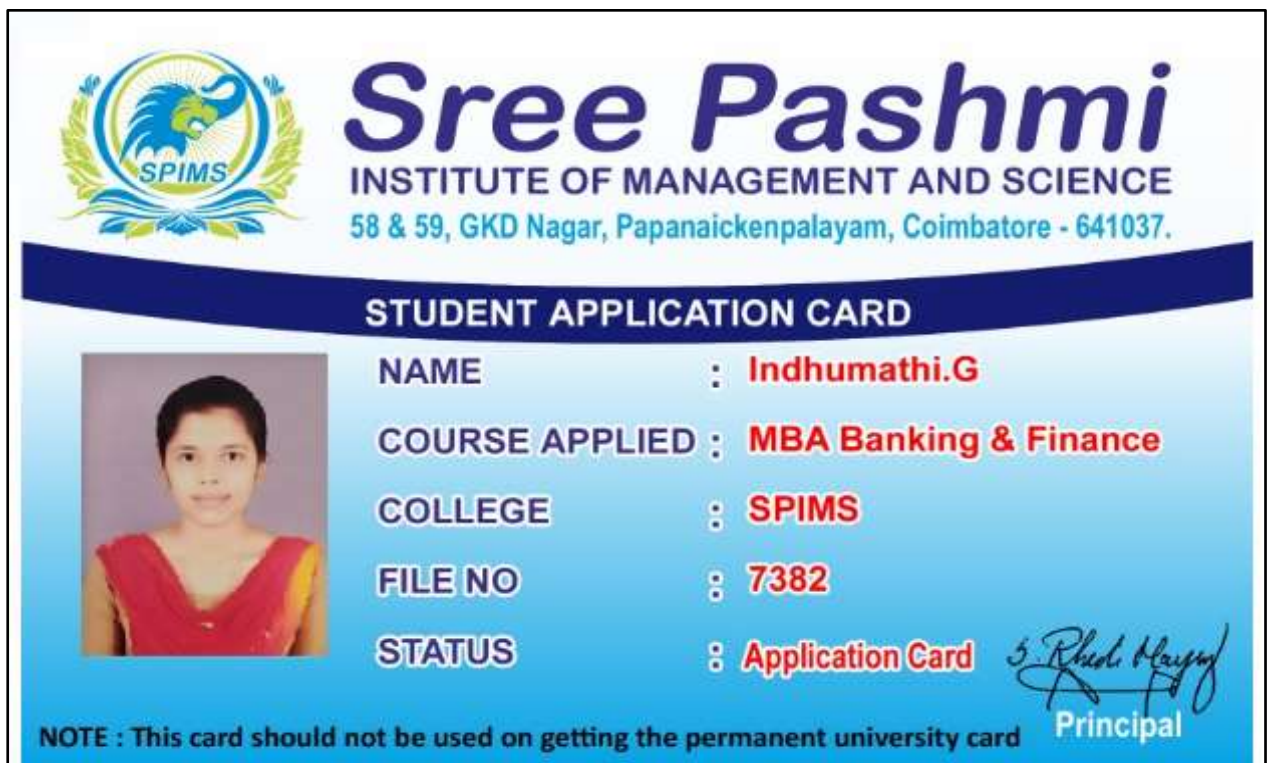 SPIMS
Sree Pashmi
INSTITUTE OF MANAGEMENT AND SCIENCE
58 & 59, GKD Nagar, Papanaickenpalayam, Coimbatore - 641037.
STUDENT APPLICATION CARD
NAME : Indhumathi.G
COURSE APPLIED : MBA Banking & Finance
COLLEGE : SPIMS
FILE NO : 7382
STATUS : Application Card
Principal
NOTE : This card should not be used on getting the permanent university card